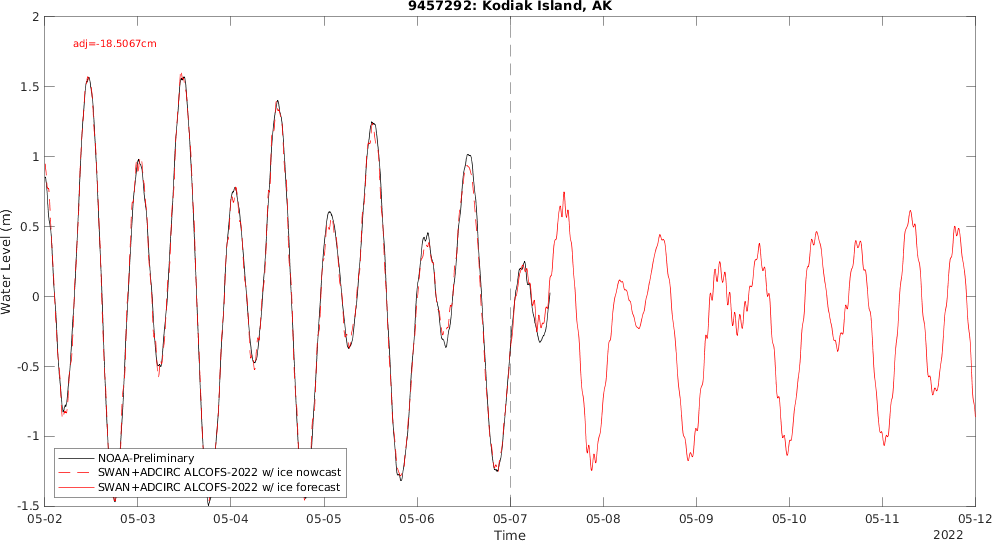 9457292: Kodiak Island, AK
adj=-18.5067cm
2
1.5
1
0.5
0
-0.5
-1
-1.5
Water Level (m)
NOAA-Preliminary
SWAN+ADCIRC ALCOFS-2022 w/ ice nowcast
SWAN+ADCIRC ALCOFS-2022 w/ ice forecast
05-02 05-03 05-04 05-05 05-06 05-07 05-08 05-09 05-10 05-11 05-12
Time
2022